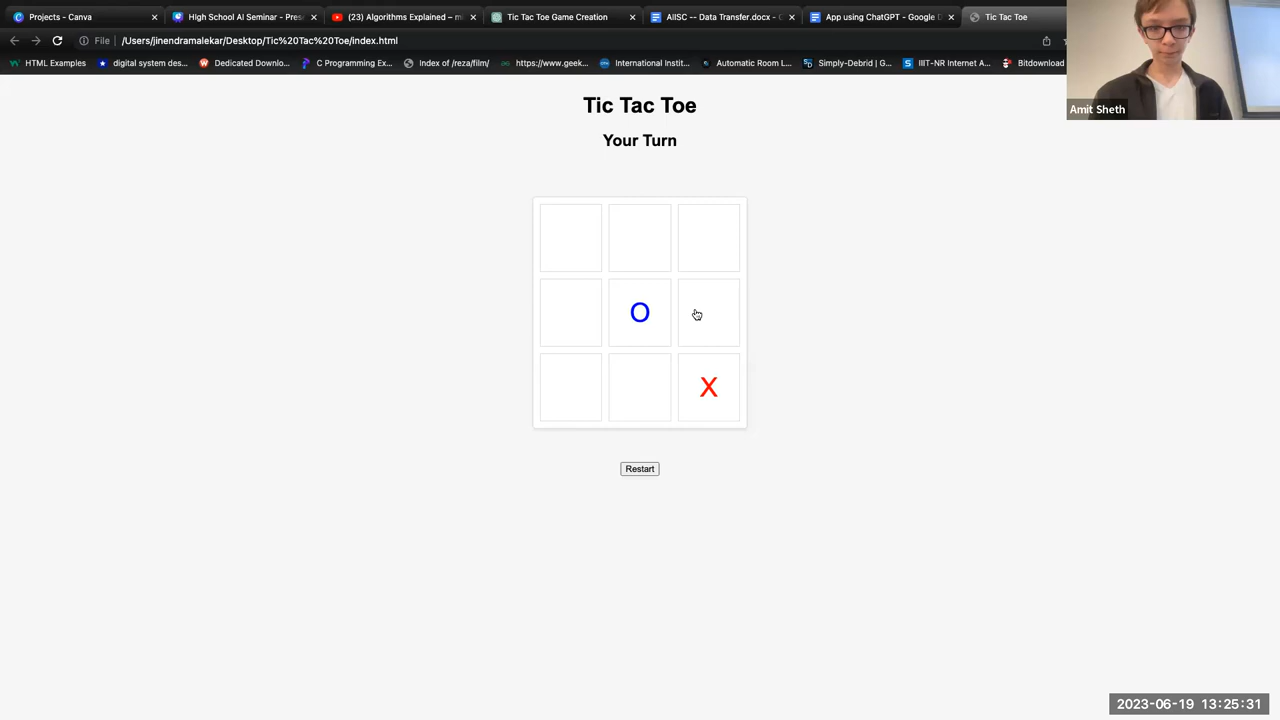 Projects - Canva
High School AI Seminar - Pres
(23) Algorithms Explained – m
Tic Tac Toe Game Creation
AIISC -- Data Transfer.docx - G
App using ChatGPT - Google D
Tic Tac Toe
File | /Users/jinendramalekar/Desktop/Tic%20Tac%20Toe/index.html
HTML Examples
digital system des...
Dedicated Downlo...
C Programming Ex...
Index of /reza/film/
https://www.geek...
International Instit...
Automatic Room L...
Simply-Debrid | G...
IIIT-NR Internet A...
Bitdownload
Amit Sheth
Tic Tac Toe
Your Turn
O
X
Restart
2023-06-19 13:25:31